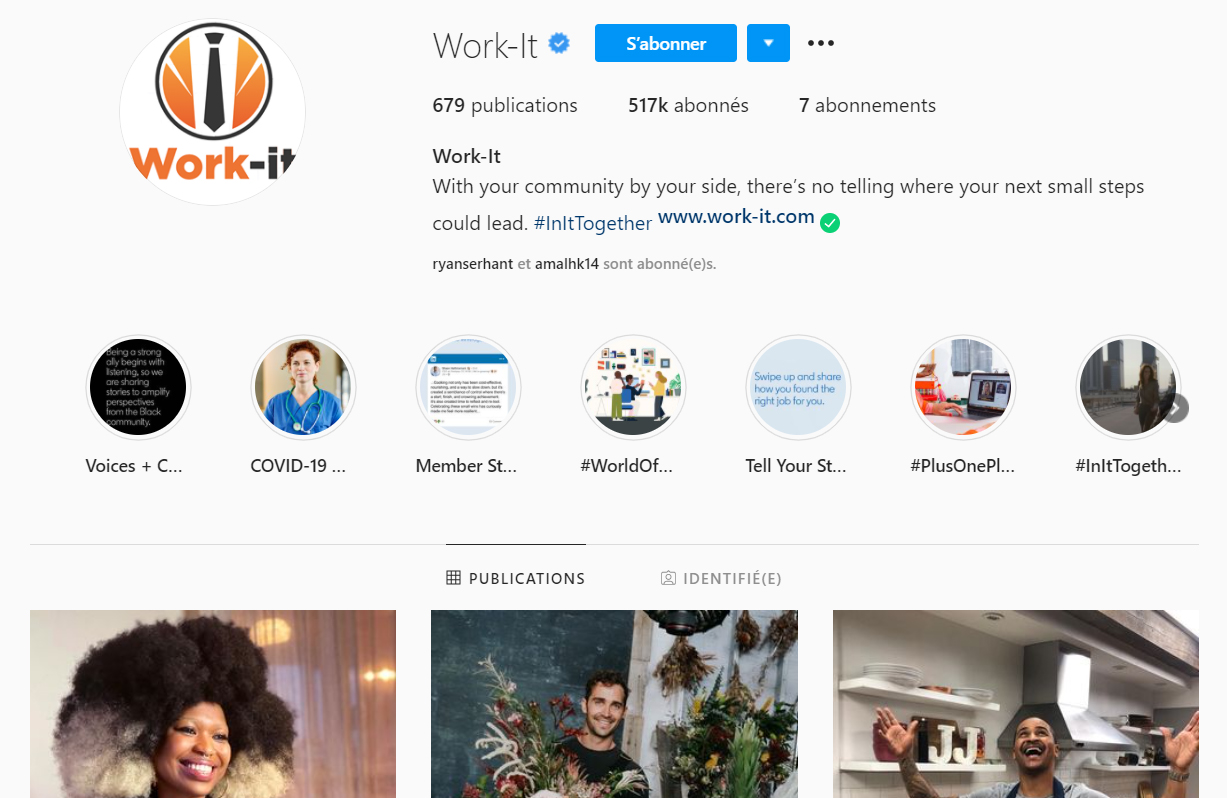 Work-It
S'abonner
679 publications 517k abonnés 7 abonnements
Work-it
Work-It
With your community by your side, there's no telling where your next small steps
could lead. #InItTogether www.work-it.com
ryanserhant et amalhk14 sont abonné(e)s.
Being a strong
ally begins with
listening, so we
are sharing
stories to amplify
perspectives
from the Black
community.
Swipe up and share
how you found the
right job for you.
Voices + C... COVID-19 ... Member St... #WorldOf... Tell Your St... #PlusOnePl... #InItTogeth...
PUBLICATIONS IDENTIFIÉ(E)
JJ